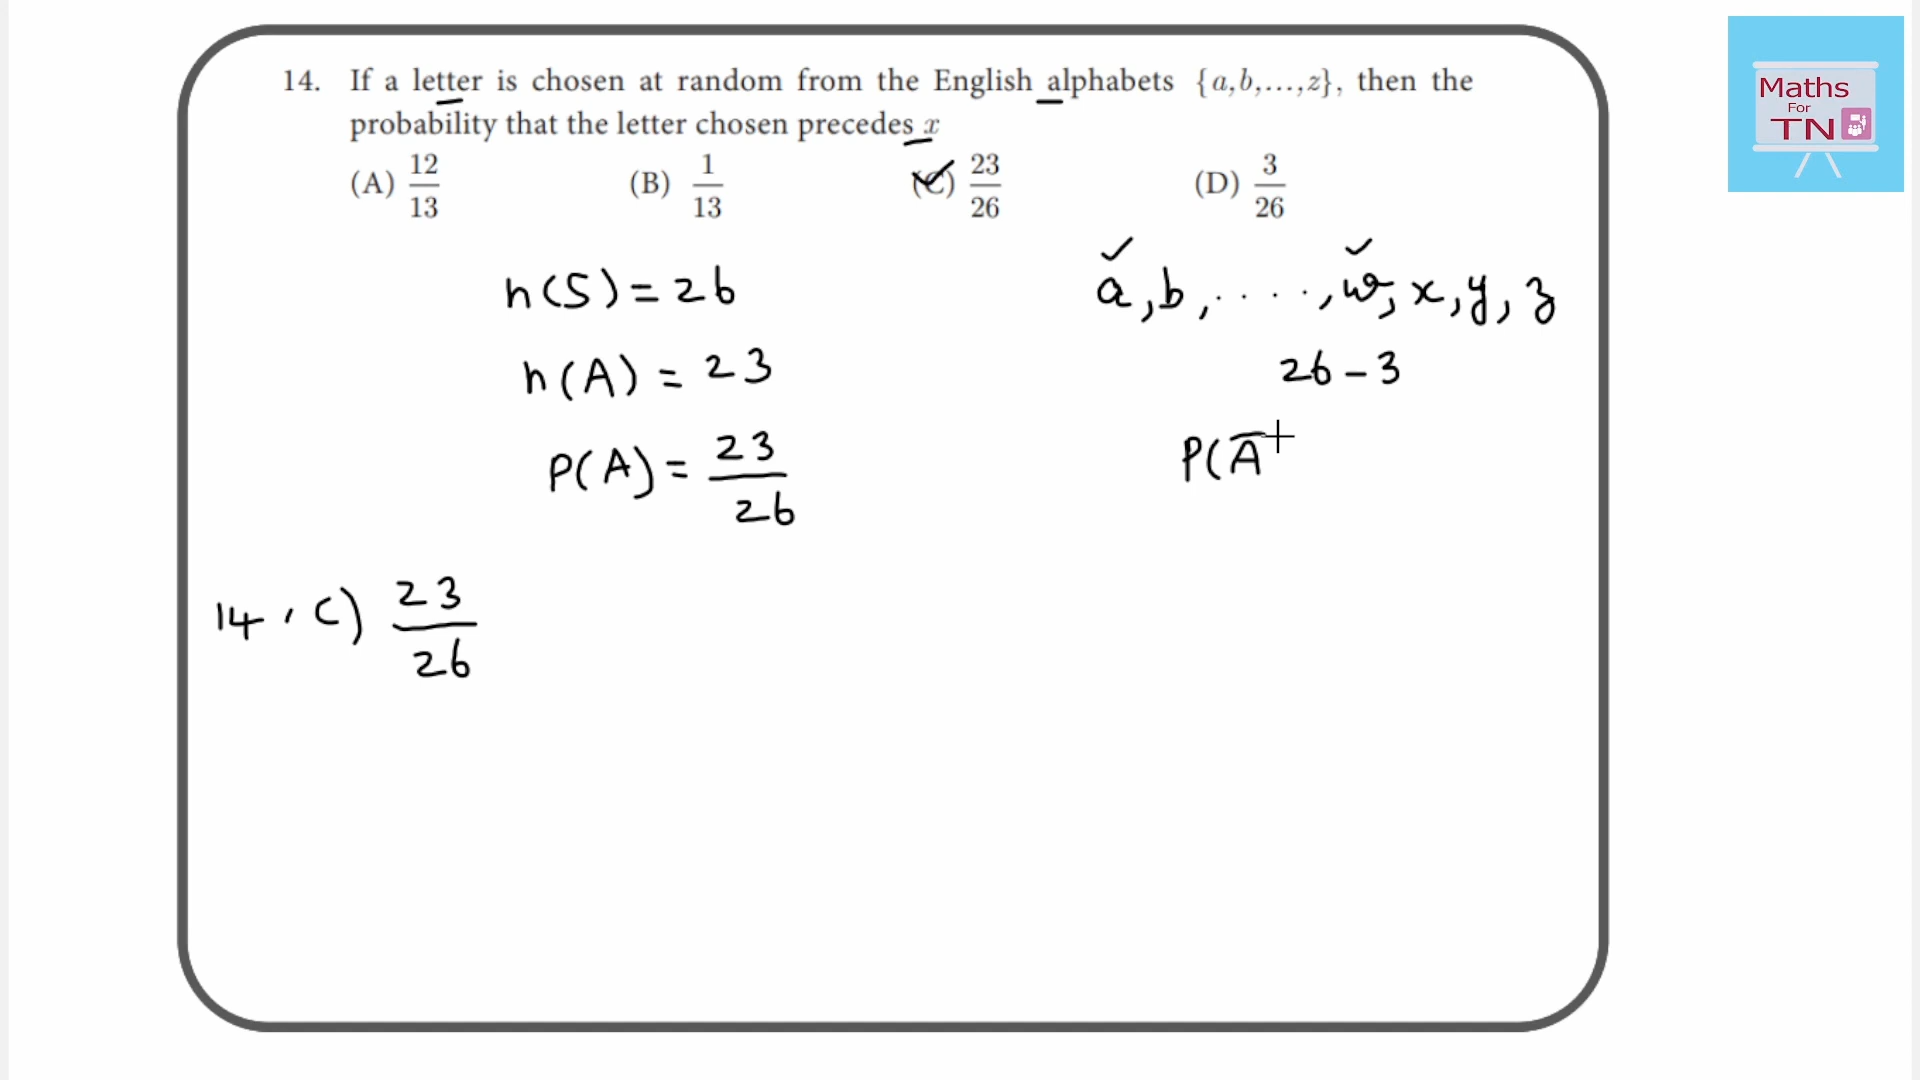 14. If a letter is chosen at random from the English alphabets {a,b,...,z}, then the
probability that the letter chosen precedes x
(A) 12/13 (B) 1/13 (C) 23/26 (D) 3/26
n(S) = 26
a, b, ...., w, x, y, z
n(A) = 23
26 - 3
P(A) = 23/26
P(A̅
14, C) 23/26
Maths
For
TN